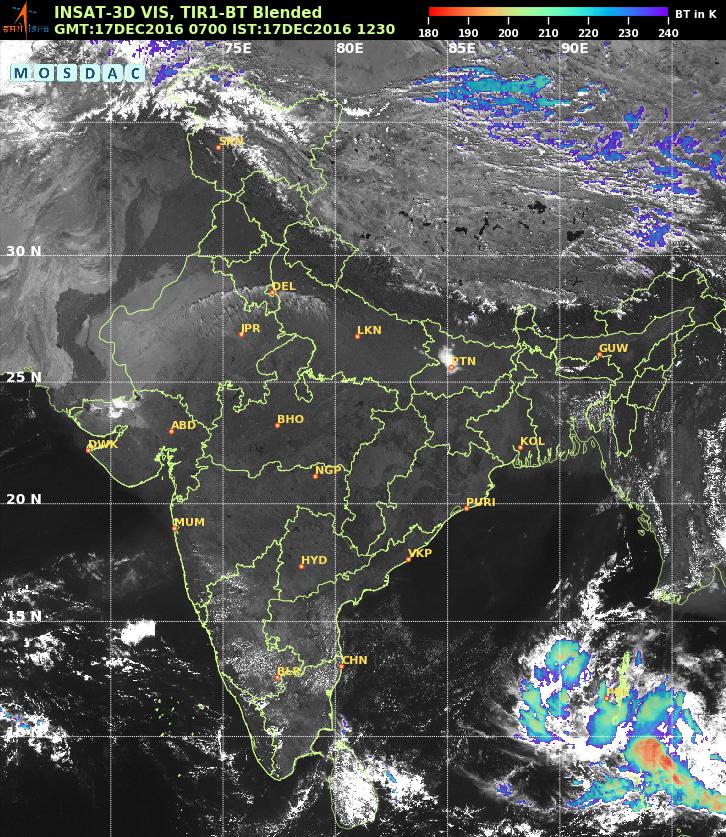 INSAT-3D VIS, TIR1-BT Blended
GMT:17DEC2016 0700 IST:17DEC2016 1230
BT in K
180 190 200 210 220 230 240
75E 80E 85E 90E
MOSDAC
SRN
30 N
DEL
JPR LKN
GUW
PTN
25 N
ABD BHO
DWK KOL
NGP
20 N PURI
MUM
VKP
HYD
15 N
CHN
BLR